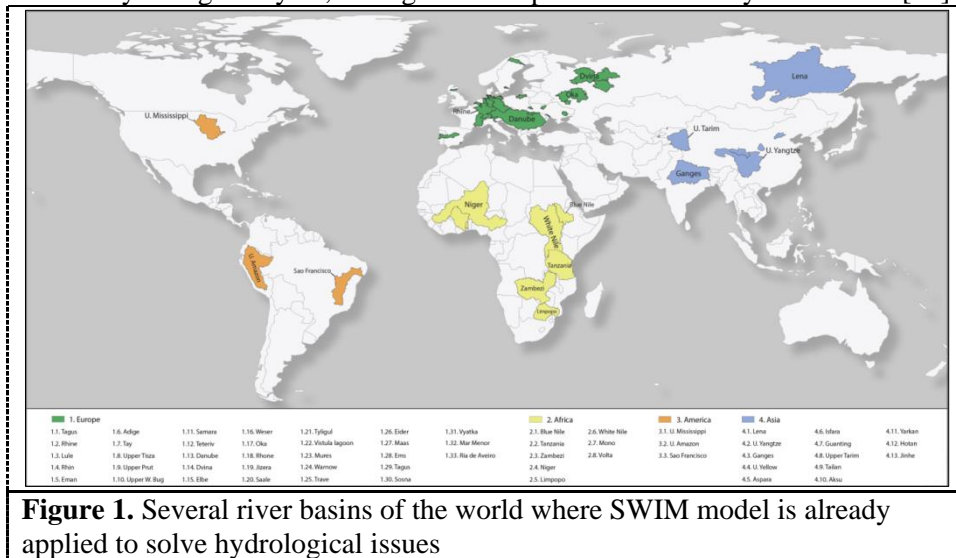 Lena
Dvina
Oka
Rhine
Danube
U. Mississippi
U. Tarim
U. Yangtze
Ganges
Niger
Blue Nile
White Nile
Tanzania
U. Amazon
Sao Francisco
Zambezi
Limpopo
1. Europe 2. Africa 3. America 4. Asia
1.1. Tagus 1.6. Adige 1.11. Samara 1.16. Weser 1.21. Tyligul 1.26. Eider 1.31. Vyatka 2.1. Blue Nile 2.6. White Nile 3.1. U. Mississippi 4.1. Lena 4.6. Isfara 4.11. Yarkan
1.2. Rhine 1.7. Tay 1.12. Teteriv 1.17. Oka 1.22. Vistula lagoon 1.27. Maas 1.32. Mar Menor 2.2. Tanzania 2.7. Mono 3.2. U. Amazon 4.2. U. Yangtze 4.7. Guanting 4.12. Hotan
1.3. Lule 1.8. Upper Tisza 1.13. Danube 1.18. Rhone 1.23. Mures 1.28. Ems 1.33. Ria de Aveiro 2.3. Zambezi 2.8. Volta 3.3. Sao Francisco 4.3. Ganges 4.8. Upper Tarim 4.13. Jinhe
1.4. Rhin 1.9. Upper Prut 1.14. Dvina 1.19. Jizera 1.24. Warnow 1.29. Tagus 2.4. Niger 4.4. U. Yellow 4.9. Tailan
1.5. Eman 1.10. Upper W. Bug 1.15. Elbe 1.20. Saale 1.25. Trave 1.30. Sosna 2.5. Limpopo 4.5. Aspara 4.10. Aksu
Figure 1. Several river basins of the world where SWIM model is already
applied to solve hydrological issues